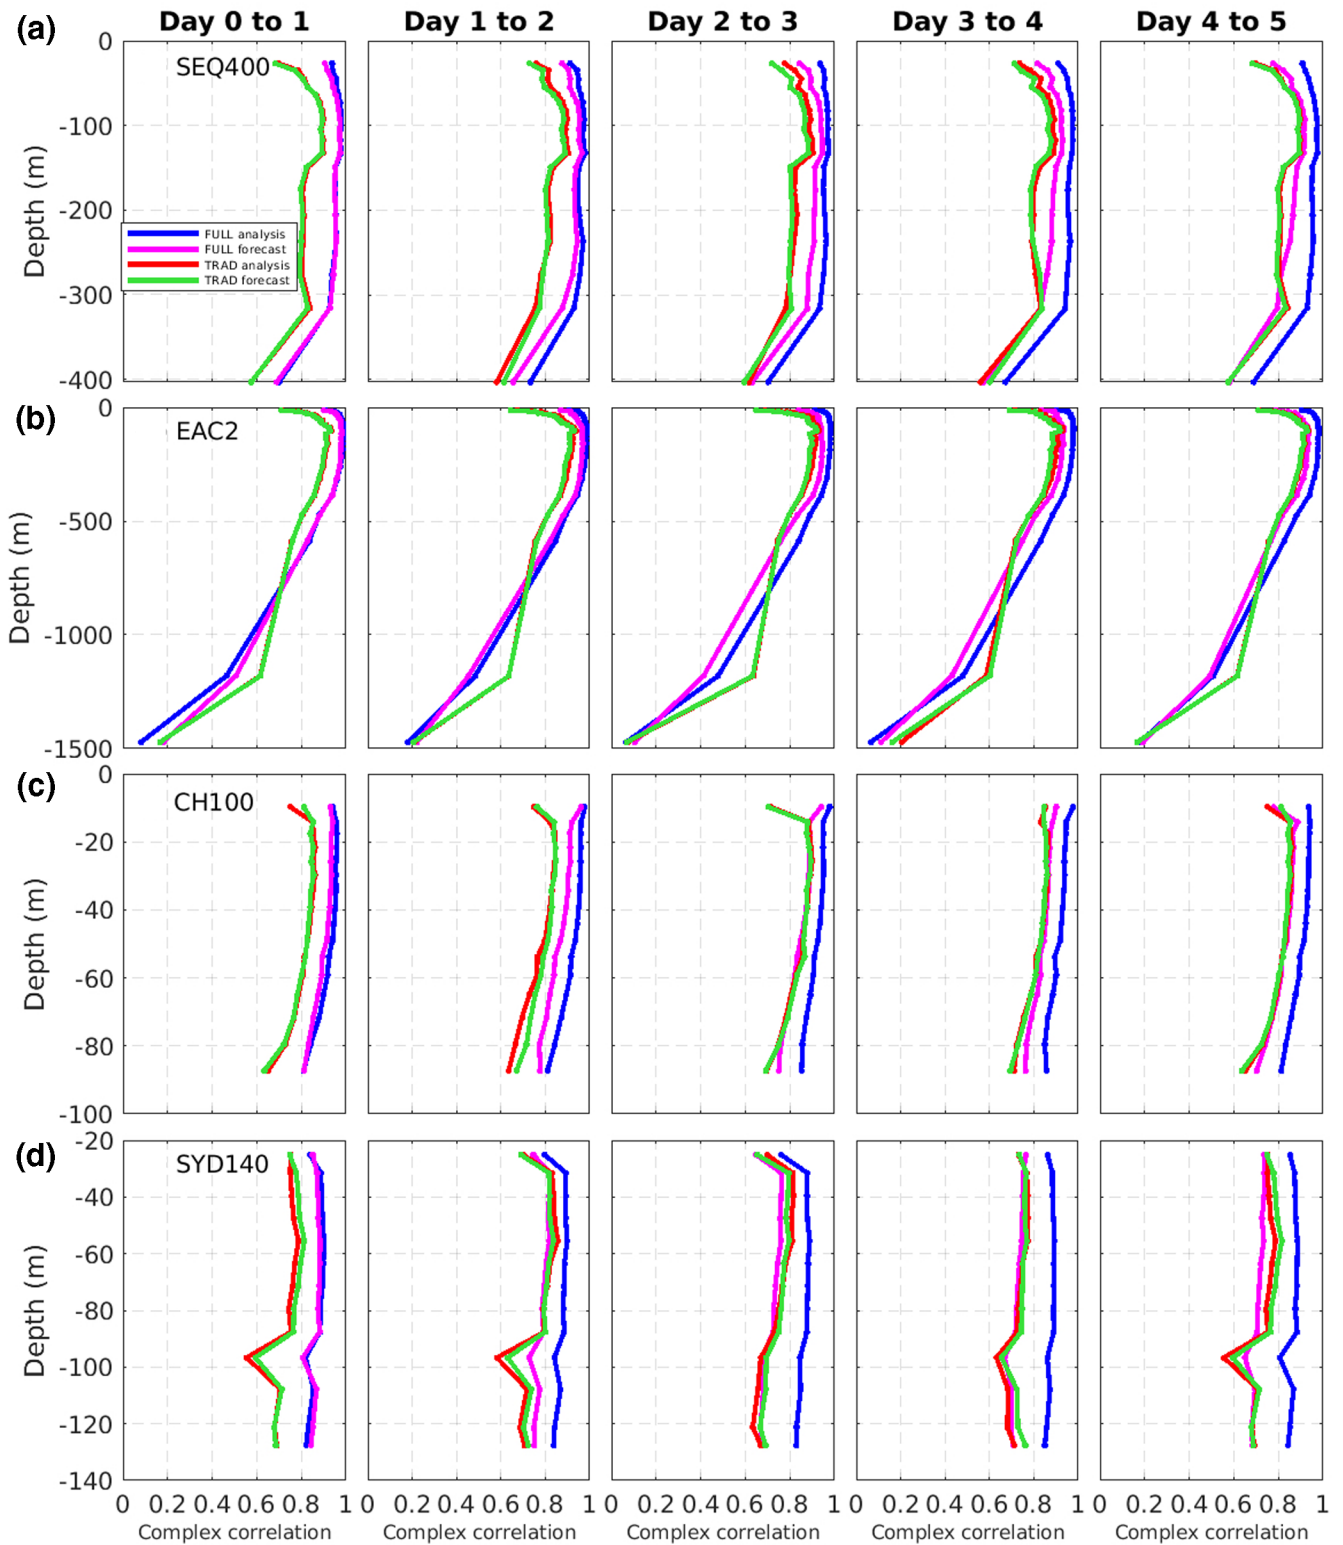 (a) Day 0 to 1 Day 1 to 2 Day 2 to 3 Day 3 to 4 Day 4 to 5
0
SEQ400
-100
Depth (m)
-200
FULL analysis
FULL forecast
TRAD analysis
TRAD forecast
-300
-400
(b)
0
EAC2
-500
Depth (m)
-1000
-1500
(c)
0
CH100
-20
-40
Depth (m)
-60
-80
-100
(d)
-20
SYD140
-40
-60
Depth (m)
-80
-100
-120
-140
0 0.2 0.4 0.6 0.8 1 0 0.2 0.4 0.6 0.8 1 0 0.2 0.4 0.6 0.8 1 0 0.2 0.4 0.6 0.8 1 0 0.2 0.4 0.6 0.8 1
Complex correlation Complex correlation Complex correlation Complex correlation Complex correlation